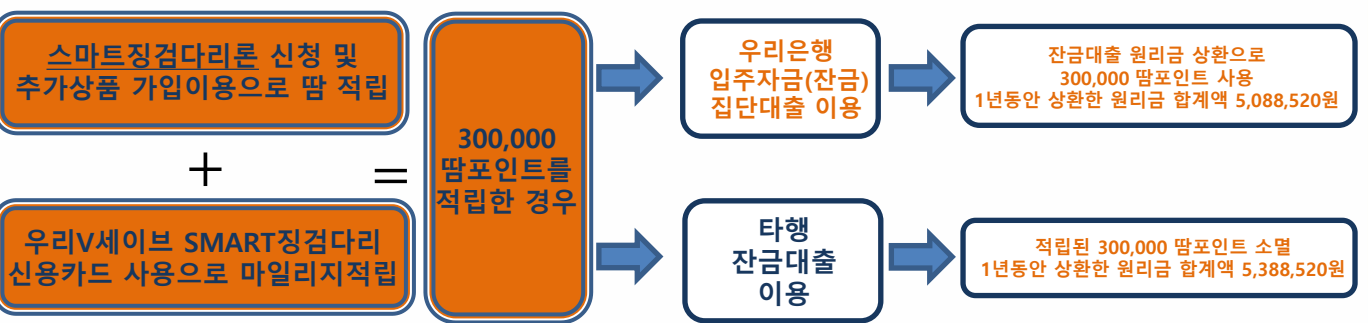 스마트징검다리론 신청 및
추가상품 가입이용으로 땀 적립
+
우리V세이브 SMART징검다리
신용카드 사용으로 마일리지적립
=
300,000
땀포인트를
적립한 경우
우리은행
입주자금(잔금)
집단대출 이용
잔금대출 원리금 상환으로
300,000 땀포인트 사용
1년동안 상환한 원리금 합계액 5,088,520원
타행
잔금대출
이용
적립된 300,000 땀포인트 소멸
1년동안 상환한 원리금 합계액 5,388,520원